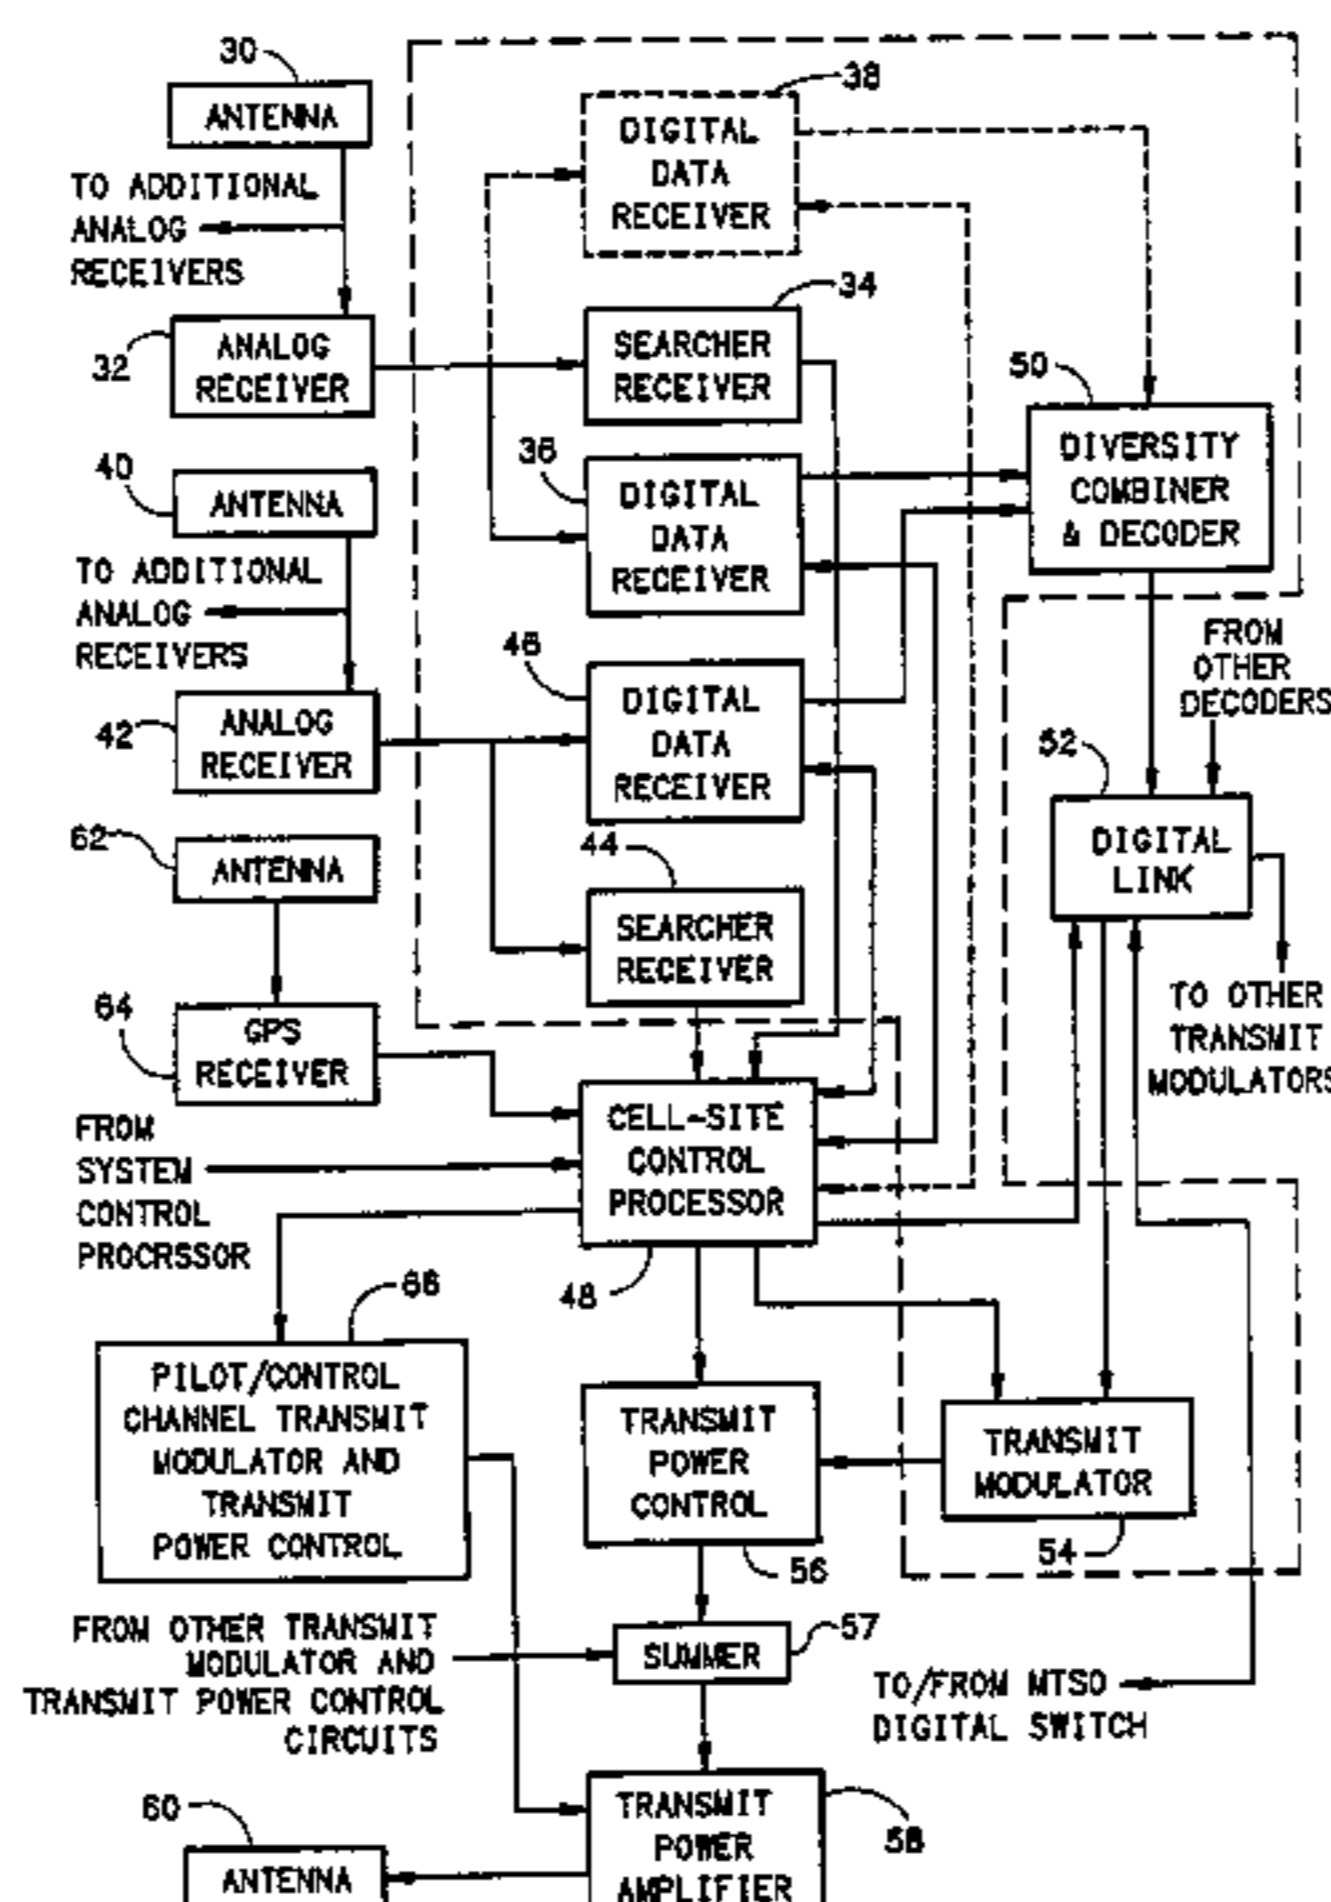 30
ANTENNA
TO ADDITIONAL
ANALOG
RECEIVERS
32
ANALOG
RECEIVER
38
DIGITAL
DATA
RECEIVER
34
SEARCHER
RECEIVER
36
DIGITAL
DATA
RECEIVER
50
DIVERSITY
COMBINER
& DECODER
40
ANTENNA
TO ADDITIONAL
ANALOG
RECEIVERS
42
ANALOG
RECEIVER
46
DIGITAL
DATA
RECEIVER
44
SEARCHER
RECEIVER
FROM
OTHER
DECODERS
52
DIGITAL
LINK
TO OTHER
TRANSMIT
MODULATORS
62
ANTENNA
64
GPS
RECEIVER
FROM
SYSTEM
CONTROL
PROCRSSOR
CELL-SITE
CONTROL
PROCESSOR
48
66
PILOT/CONTROL
CHANNEL TRANSMIT
MODULATOR AND
TRANSMIT
POWER CONTROL
TRANSMIT
POWER
CONTROL
56
TRANSMIT
MODULATOR
54
FROM OTHER TRANSMIT
MODULATOR AND
TRANSMIT POWER CONTROL
CIRCUITS
SUMMER
57
TO/FROM MTSO
DIGITAL SWITCH
60
ANTENNA
TRANSMIT
POWER
AMPLIFIER
58